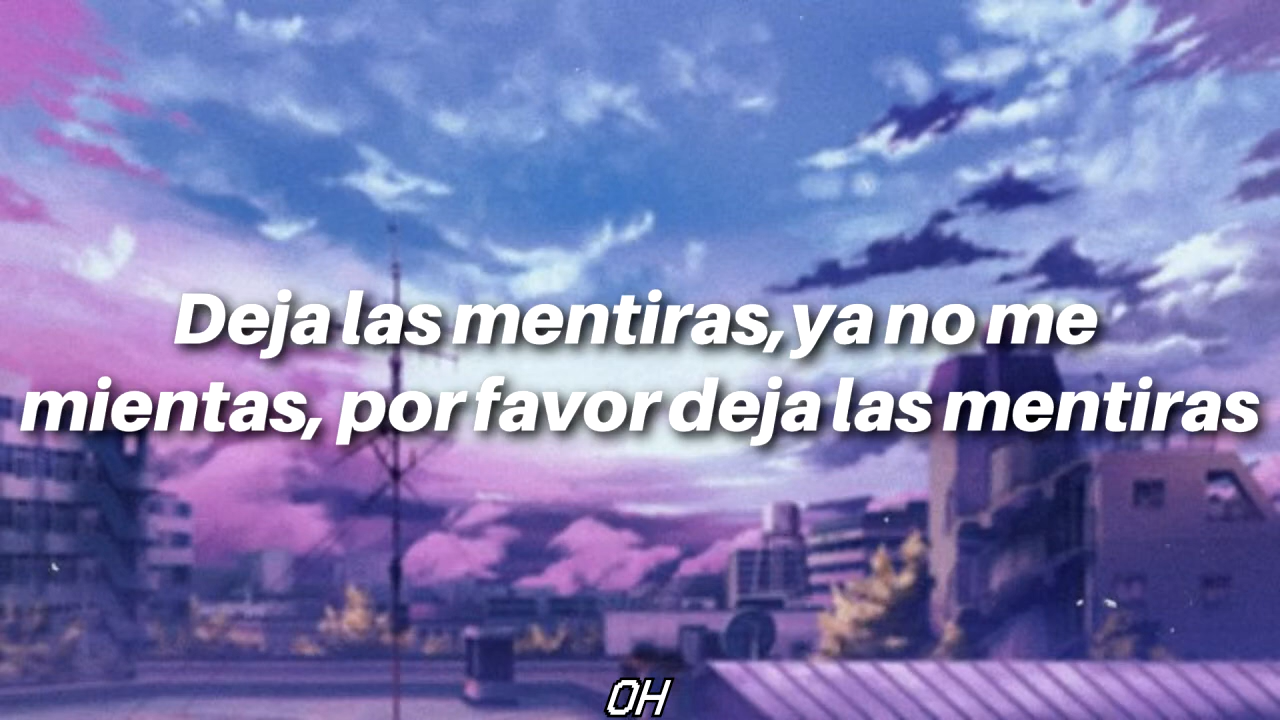 Deja las mentiras, ya no me
mientas, por favor deja las mentiras
OH